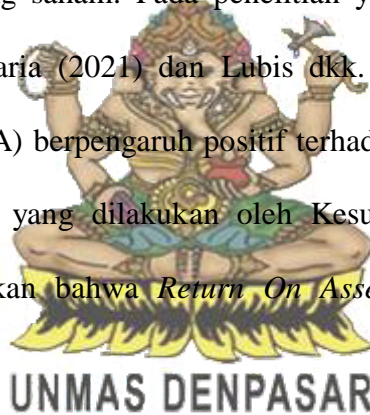 ng saham. Pada penelitian y
aria (2021) dan Lubis dkk.
A) berpengaruh positif terhad
yang dilakukan oleh Kesu
kan bahwa Return On Asse
UNMAS DENPASAR